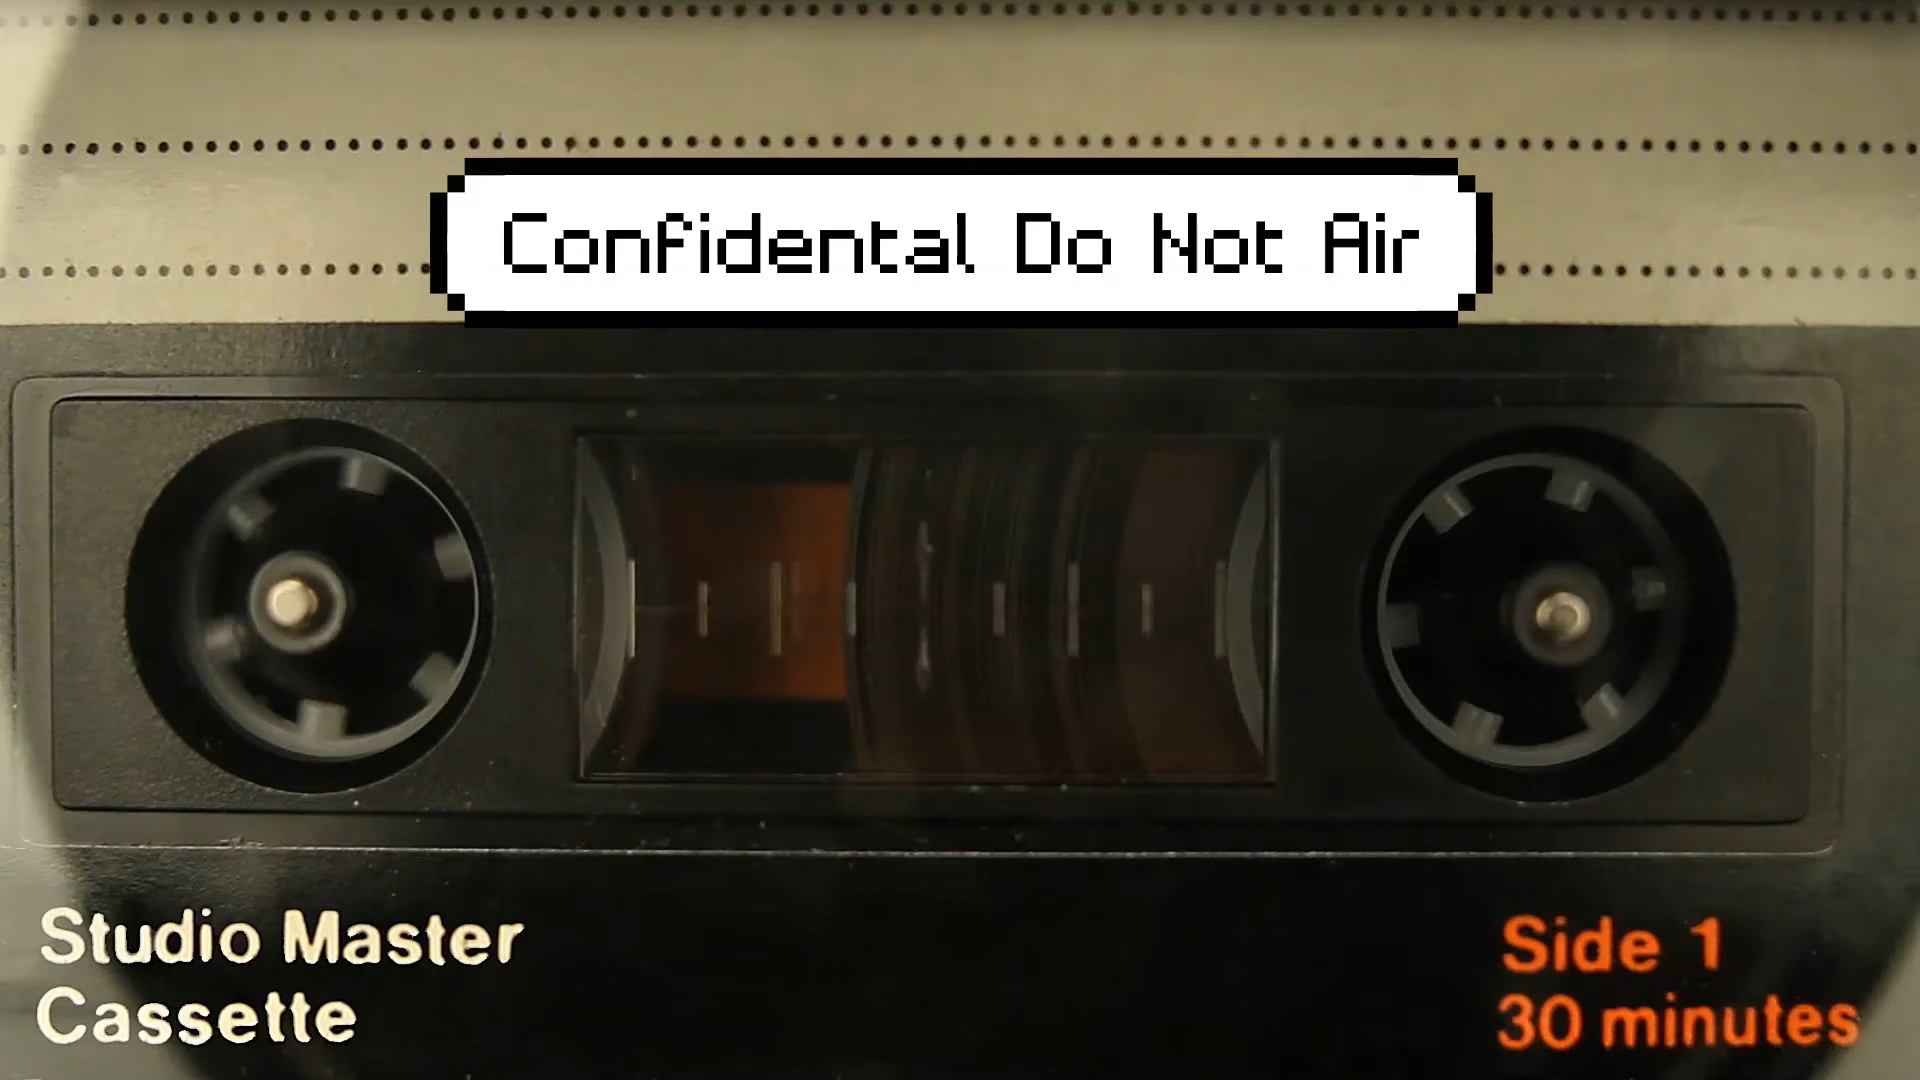 Confidental Do Not Air
Studio Master
Cassette
Side 1
30 minutes